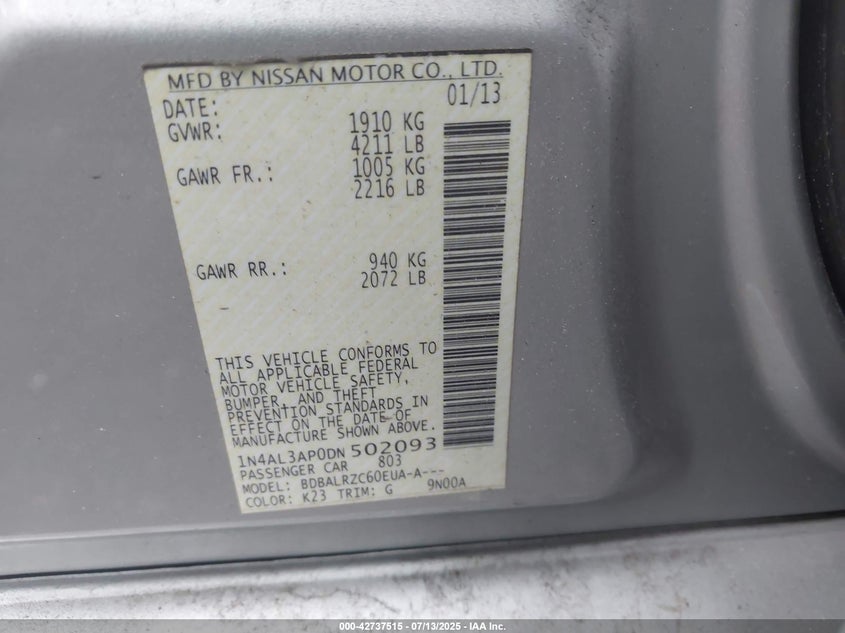 MFD BY NISSAN MOTOR CO., LTD.
DATE: 01/13
GVWR: 1910 KG
4211 LB
GAWR FR.: 1005 KG
2216 LB
GAWR RR.: 940 KG
2072 LB
THIS VEHICLE CONFORMS TO
ALL APPLICABLE FEDERAL
MOTOR VEHICLE SAFETY,
BUMPER, AND THEFT
PREVENTION STANDARDS IN
EFFECT ON THE DATE OF
MANUFACTURE SHOWN ABOVE.
1N4AL3AP0DN502093
PASSENGER CAR 803
MODEL: BDBALRZC60EUA-A---
COLOR: K23 TRIM: G 9N00A
000-42737515 - 07/13/2025 - IAA Inc.